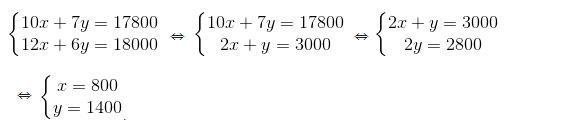 {10x + 7y = 17800 12x + 6y = 18000 ⇔ {10x + 7y = 17800 2x + y = 3000 ⇔ {2x + y = 3000 2y = 2800
⇔ {x = 800 y = 1400.